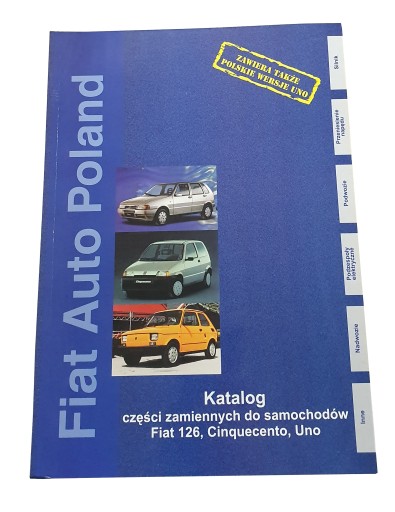 Fiat Auto Poland
ZAWIERA TAKŻE
POLSKIE WERSJE UNO
Silnik
Przeniesienie
napędu
Podwozie
Podzespoły
elektryczne
Nadwozie
Inne
Katalog
części zamiennych do samochodów
Fiat 126, Cinquecento, Uno